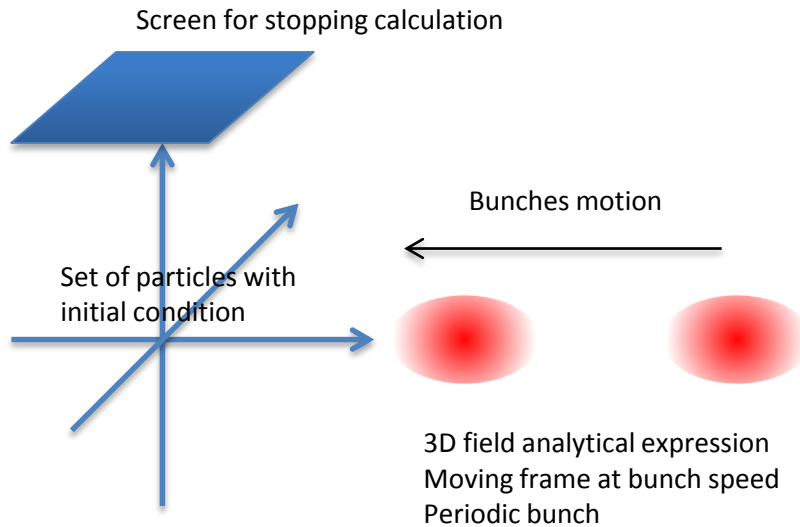 Screen for stopping calculation
Bunches motion
Set of particles with
initial condition
3D field analytical expression
Moving frame at bunch speed
Periodic bunch